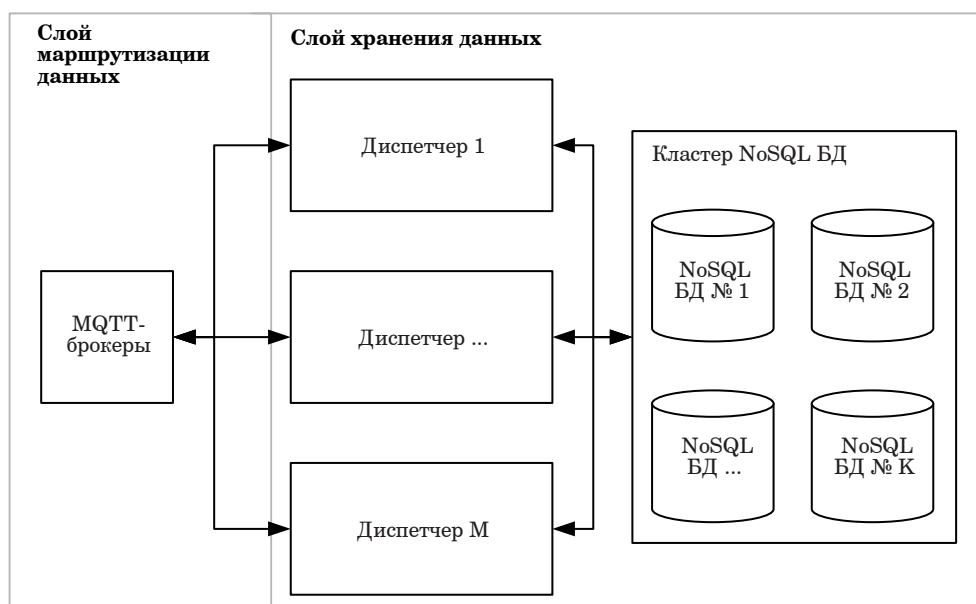 Слой
маршрутизации
данных
Слой хранения данных
Диспетчер 1
Кластер NoSQL БД
NoSQL
БД № 1
NoSQL
БД № 2
MQTT-
брокеры
Диспетчер ...
NoSQL
БД ...
NoSQL
БД № K
Диспетчер M